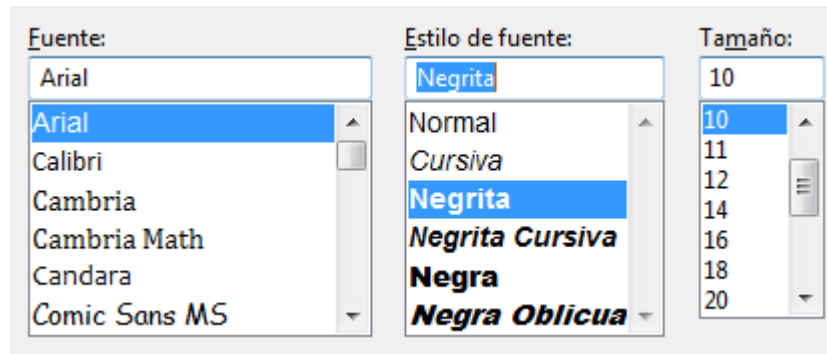 Fuente:
Arial
Arial
Calibri
Cambria
Cambria Math
Candara
Comic Sans MS
Estilo de fuente:
Negrita
Normal
Cursiva
Negrita
Negrita Cursiva
Negra
Negra Oblicua
Tamaño:
10
10
11
12
14
16
18
20